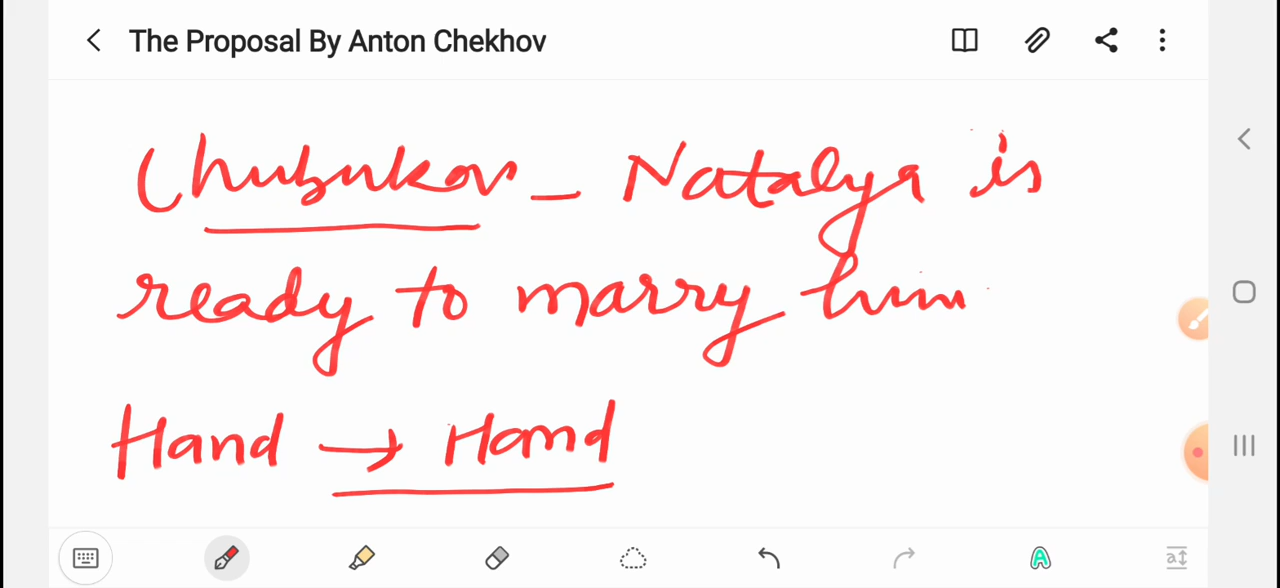 The Proposal By Anton Chekhov
Chubukov - Natalya is
ready to marry him
Hand → Hand